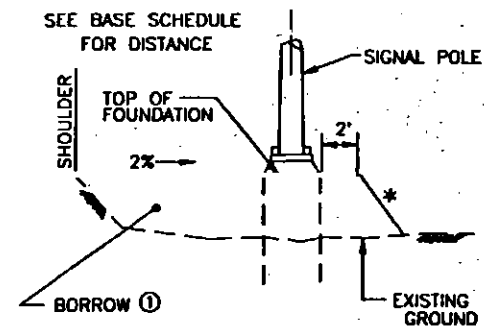 SEE BASE SCHEDULE
FOR DISTANCE
SIGNAL POLE
TOP OF
FOUNDATION
SHOULDER
2'
2%
*
BORROW ①
EXISTING
GROUND